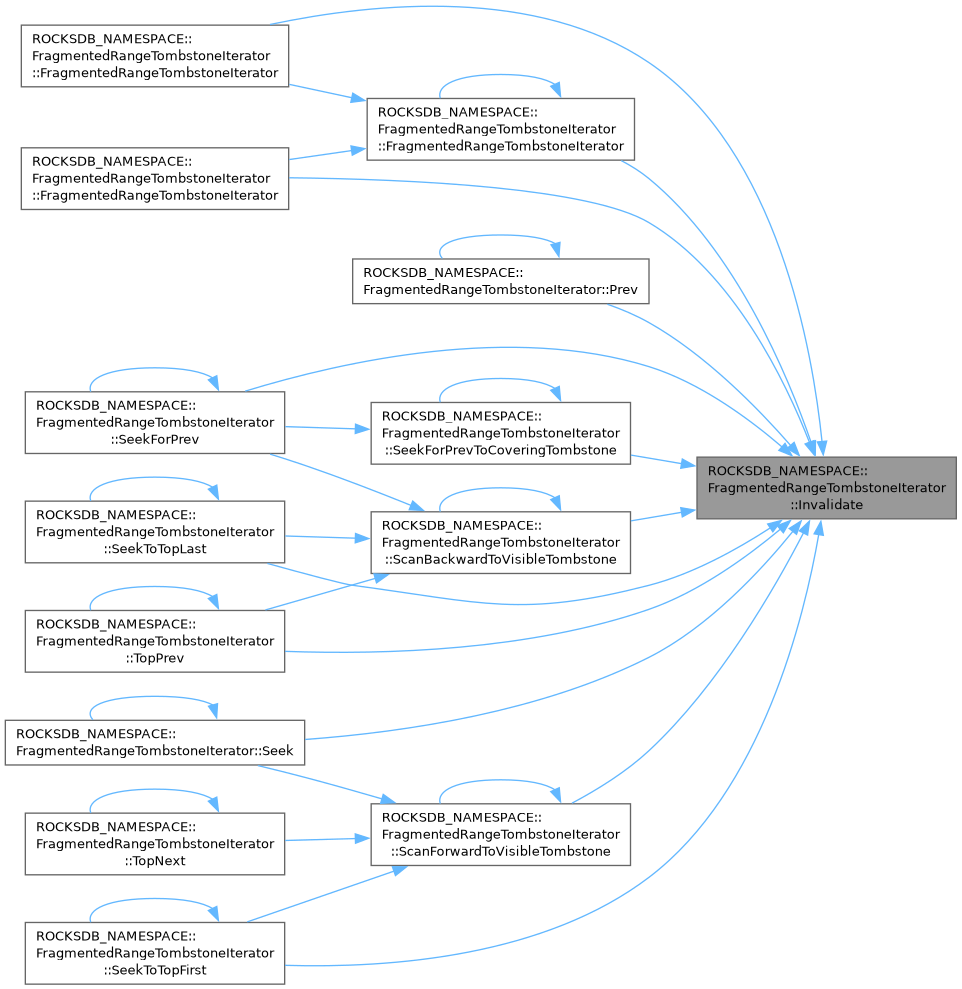 ROCKSDB_NAMESPACE::
FragmentedRangeTombstoneIterator
::FragmentedRangeTombstoneIterator
ROCKSDB_NAMESPACE::
FragmentedRangeTombstoneIterator
::FragmentedRangeTombstoneIterator
ROCKSDB_NAMESPACE::
FragmentedRangeTombstoneIterator
::FragmentedRangeTombstoneIterator
ROCKSDB_NAMESPACE::
FragmentedRangeTombstoneIterator::Prev
ROCKSDB_NAMESPACE::
FragmentedRangeTombstoneIterator
::SeekForPrev
ROCKSDB_NAMESPACE::
FragmentedRangeTombstoneIterator
::SeekForPrevToCoveringTombstone
ROCKSDB_NAMESPACE::
FragmentedRangeTombstoneIterator
::Invalidate
ROCKSDB_NAMESPACE::
FragmentedRangeTombstoneIterator
::SeekToTopLast
ROCKSDB_NAMESPACE::
FragmentedRangeTombstoneIterator
::ScanBackwardToVisibleTombstone
ROCKSDB_NAMESPACE::
FragmentedRangeTombstoneIterator
::TopPrev
ROCKSDB_NAMESPACE::
FragmentedRangeTombstoneIterator::Seek
ROCKSDB_NAMESPACE::
FragmentedRangeTombstoneIterator
::ScanForwardToVisibleTombstone
ROCKSDB_NAMESPACE::
FragmentedRangeTombstoneIterator
::TopNext
ROCKSDB_NAMESPACE::
FragmentedRangeTombstoneIterator
::SeekToTopFirst